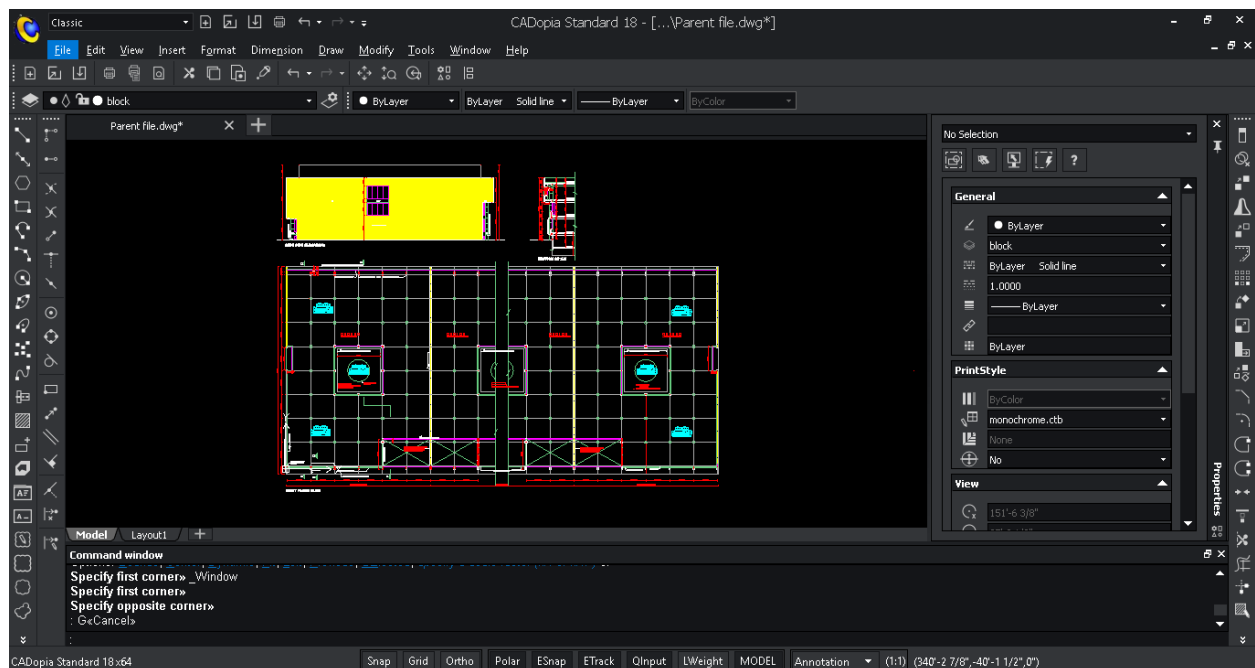 Classic
CADopia Standard 18 - [...\Parent file.dwg*]
File Edit View Insert Format Dimension Draw Modify Tools Window Help
block
ByLayer
ByLayer Solid line
ByLayer
ByColor
Parent file.dwg*
No Selection
General
ByLayer
block
ByLayer Solid line
1.0000
ByLayer
ByLayer
PrintStyle
ByColor
monochrome.ctb
None
No
View
151'-6 3/8"
Properties
Model Layout1
Command window
Specify first corner» _Window
Specify first corner»
Specify opposite corner»
: G«Cancel»
:
CADopia Standard 18 x64
Snap Grid Ortho Polar ESnap ETrack QInput LWeight MODEL Annotation (1:1) (340'-2 7/8",-40'-1 1/2",0")